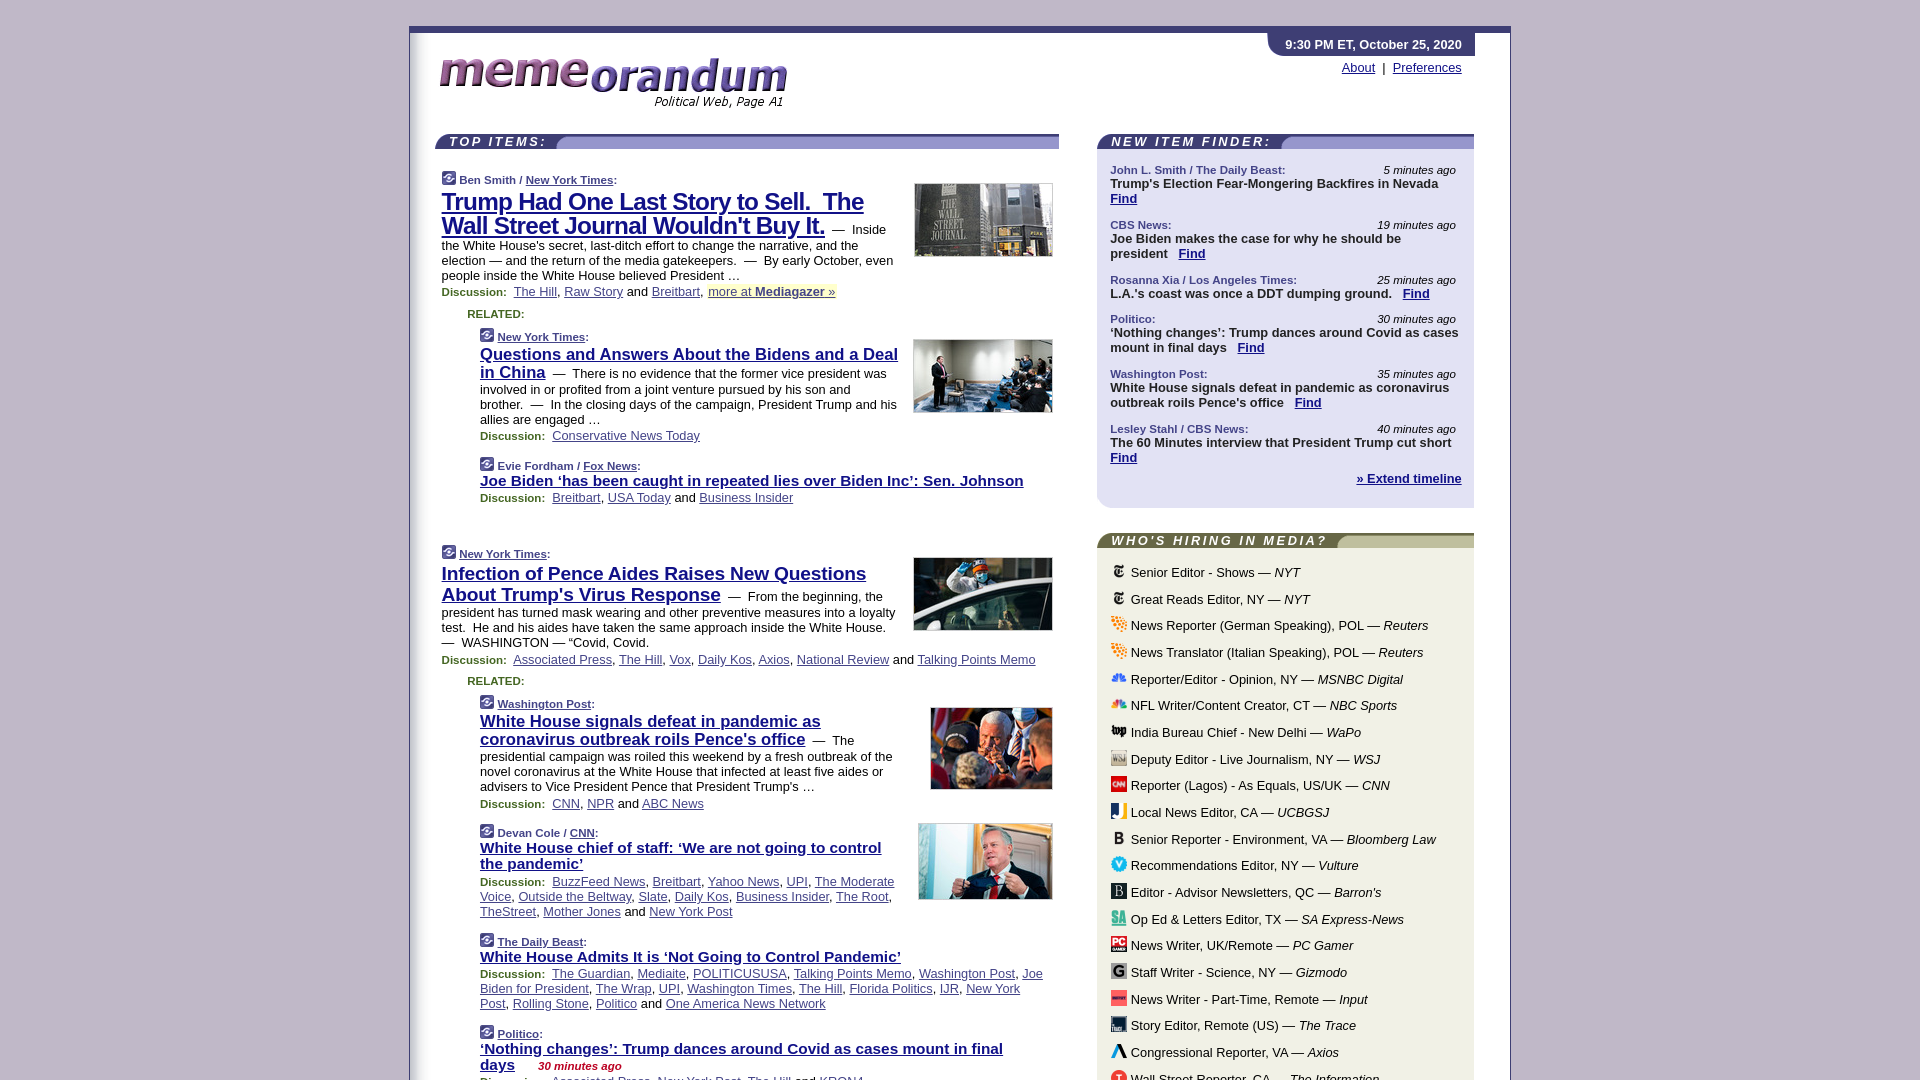 9:30 PM ET, October 25, 2020
About | Preferences
memeorandum
Political Web, Page A1
TOP ITEMS:
Ben Smith / New York Times:
Trump Had One Last Story to Sell.  The
Wall Street Journal Wouldn't Buy It.  —  Inside
the White House's secret, last-ditch effort to change the narrative, and the
election — and the return of the media gatekeepers.  —  By early October, even
people inside the White House believed President …
THE
WALL
STREET
JOURNAL
Discussion:  The Hill, Raw Story and Breitbart, more at Mediagazer »
RELATED:
New York Times:
Questions and Answers About the Bidens and a Deal
in China  —  There is no evidence that the former vice president was
involved in or profited from a joint venture pursued by his son and
brother.  —  In the closing days of the campaign, President Trump and his
allies are engaged …
Discussion:  Conservative News Today
Evie Fordham / Fox News:
Joe Biden ‘has been caught in repeated lies over Biden Inc’: Sen. Johnson
Discussion:  Breitbart, USA Today and Business Insider
New York Times:
Infection of Pence Aides Raises New Questions
About Trump's Virus Response  —  From the beginning, the
president has turned mask wearing and other preventive measures into a loyalty
test.  He and his aides have taken the same approach inside the White House.
—  WASHINGTON — “Covid, Covid.
Discussion:  Associated Press, The Hill, Vox, Daily Kos, Axios, National Review and Talking Points Memo
RELATED:
Washington Post:
White House signals defeat in pandemic as
coronavirus outbreak roils Pence's office  —  The
presidential campaign was roiled this weekend by a fresh outbreak of the
novel coronavirus at the White House that infected at least five aides or
advisers to Vice President Pence that President Trump's …
Discussion:  CNN, NPR and ABC News
Devan Cole / CNN:
White House chief of staff: ‘We are not going to control
the pandemic’
Discussion:  BuzzFeed News, Breitbart, Yahoo News, UPI, The Moderate
Voice, Outside the Beltway, Slate, Daily Kos, Business Insider, The Root,
TheStreet, Mother Jones and New York Post
The Daily Beast:
White House Admits It is ‘Not Going to Control Pandemic’
Discussion:  The Guardian, Mediaite, POLITICUSUSA, Talking Points Memo, Washington Post, Joe
Biden for President, The Wrap, UPI, Washington Times, The Hill, Florida Politics, IJR, New York
Post, Rolling Stone, Politico and One America News Network
Politico:
‘Nothing changes’: Trump dances around Covid as cases mount in final
days   30 minutes ago
Discussion:  Associated Press, New York Post, The Hill and KRON4
NEW ITEM FINDER:
John L. Smith / The Daily Beast: 5 minutes ago
Trump's Election Fear-Mongering Backfires in Nevada
Find
CBS News: 19 minutes ago
Joe Biden makes the case for why he should be
president   Find
Rosanna Xia / Los Angeles Times: 25 minutes ago
L.A.'s coast was once a DDT dumping ground.   Find
Politico: 30 minutes ago
‘Nothing changes’: Trump dances around Covid as cases
mount in final days   Find
Washington Post: 35 minutes ago
White House signals defeat in pandemic as coronavirus
outbreak roils Pence's office   Find
Lesley Stahl / CBS News: 40 minutes ago
The 60 Minutes interview that President Trump cut short
Find
» Extend timeline
WHO'S HIRING IN MEDIA?
Senior Editor - Shows — NYT
Great Reads Editor, NY — NYT
News Reporter (German Speaking), POL — Reuters
News Translator (Italian Speaking), POL — Reuters
Reporter/Editor - Opinion, NY — MSNBC Digital
NFL Writer/Content Creator, CT — NBC Sports
wp India Bureau Chief - New Delhi — WaPo
WSJ Deputy Editor - Live Journalism, NY — WSJ
CNN Reporter (Lagos) - As Equals, US/UK — CNN
Local News Editor, CA — UCBGSJ
B Senior Reporter - Environment, VA — Bloomberg Law
V Recommendations Editor, NY — Vulture
B Editor - Advisor Newsletters, QC — Barron's
SA Op Ed & Letters Editor, TX — SA Express-News
PC GAMER News Writer, UK/Remote — PC Gamer
G Staff Writer - Science, NY — Gizmodo
News Writer - Part-Time, Remote — Input
Story Editor, Remote (US) — The Trace
Congressional Reporter, VA — Axios
Wall Street Reporter, CA — The Information